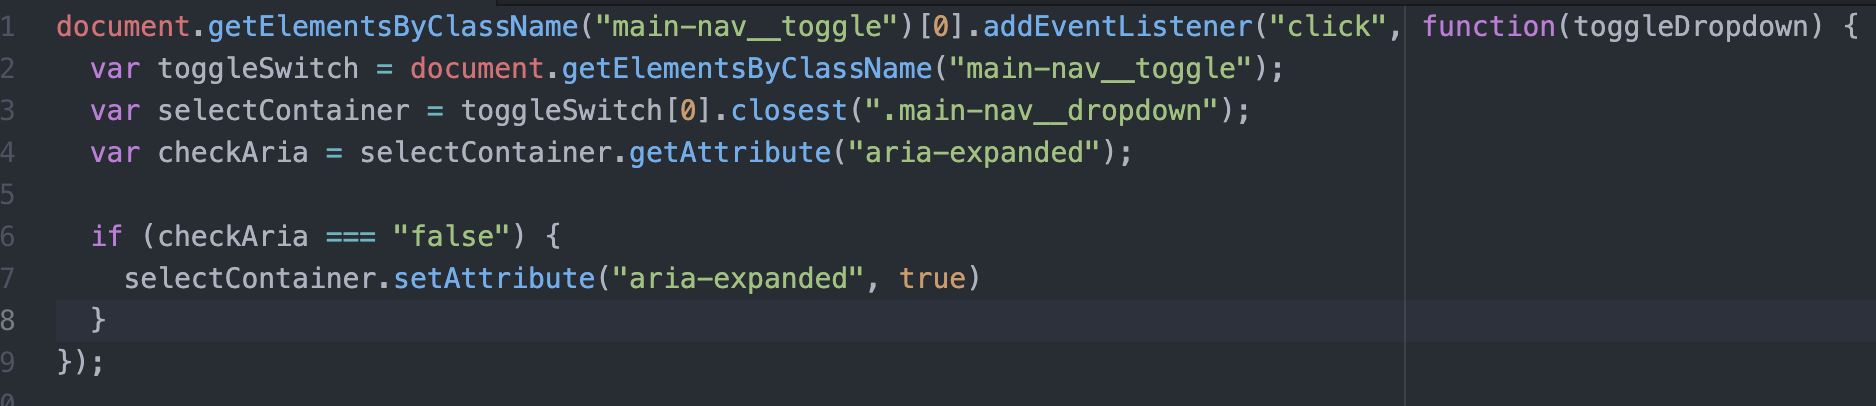 1 document.getElementsByClassName("main-nav__toggle")[0].addEventListener("click", function(toggleDropdown) {
2   var toggleSwitch = document.getElementsByClassName("main-nav__toggle");
3   var selectContainer = toggleSwitch[0].closest(".main-nav__dropdown");
4   var checkAria = selectContainer.getAttribute("aria-expanded");
5
6   if (checkAria === "false") {
7     selectContainer.setAttribute("aria-expanded", true)
8   }
9 });
0